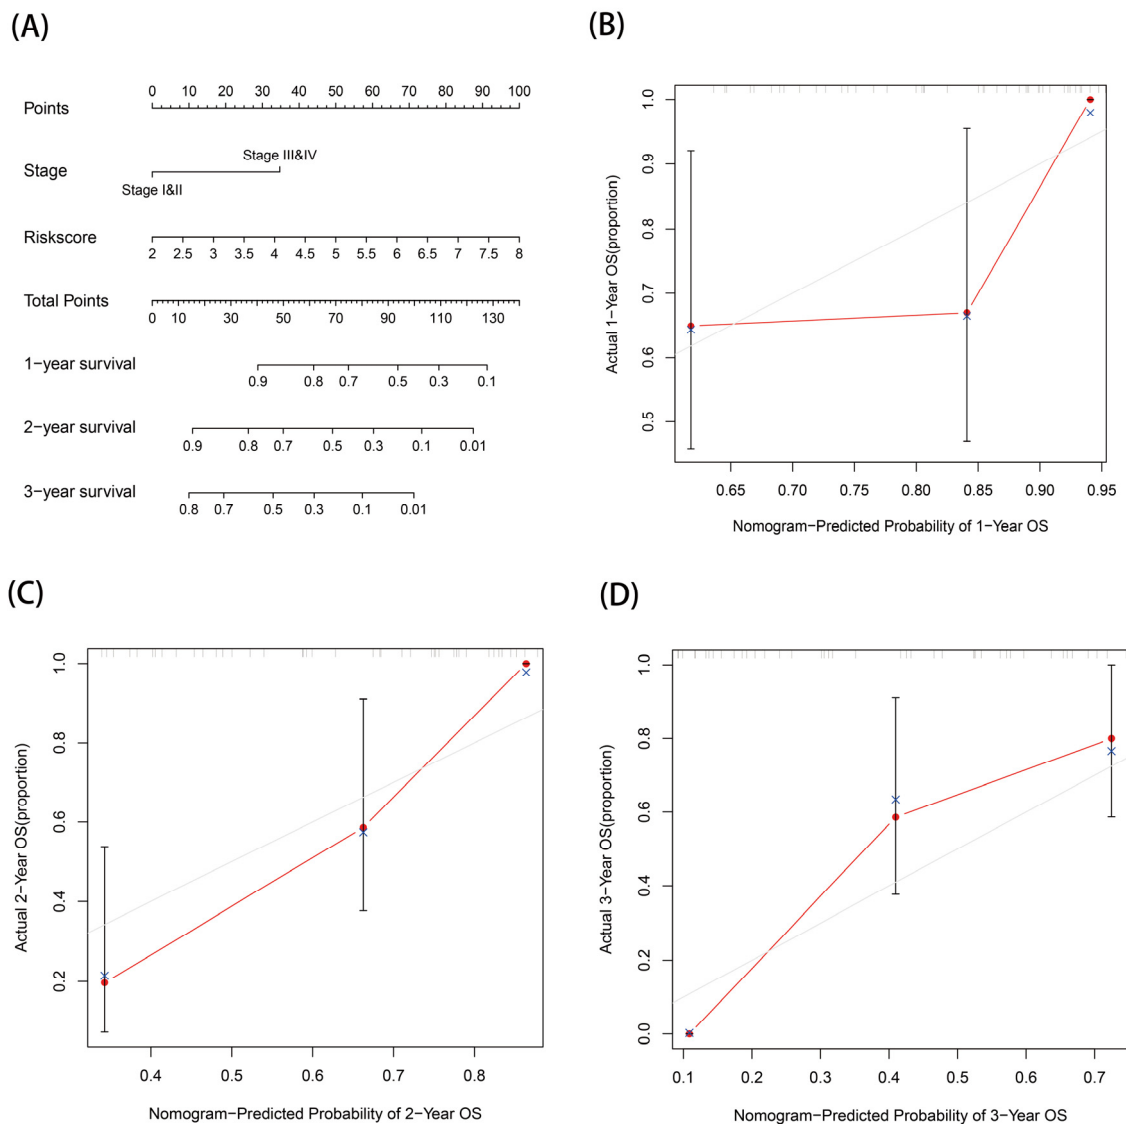 (A)
Points
0 10 20 30 40 50 60 70 80 90 100
Stage
Stage III&IV
Stage I&II
Riskscore
2 2.5 3 3.5 4 4.5 5 5.5 6 6.5 7 7.5 8
Total Points
0 10 30 50 70 90 110 130
1−year survival
0.9 0.8 0.7 0.5 0.3 0.1
2−year survival
0.9 0.8 0.7 0.5 0.3 0.1 0.01
3−year survival
0.8 0.7 0.5 0.3 0.1 0.01
(B)
Actual 1−Year OS(proportion)
1.0
0.9
0.8
0.7
0.6
0.5
0.65 0.70 0.75 0.80 0.85 0.90 0.95
Nomogram−Predicted Probability of 1−Year OS
(C)
Actual 2−Year OS(proportion)
1.0
0.8
0.6
0.4
0.2
0.4 0.5 0.6 0.7 0.8
Nomogram−Predicted Probability of 2−Year OS
(D)
Actual 3−Year OS(proportion)
1.0
0.8
0.6
0.4
0.2
0.0
0.1 0.2 0.3 0.4 0.5 0.6 0.7
Nomogram−Predicted Probability of 3−Year OS